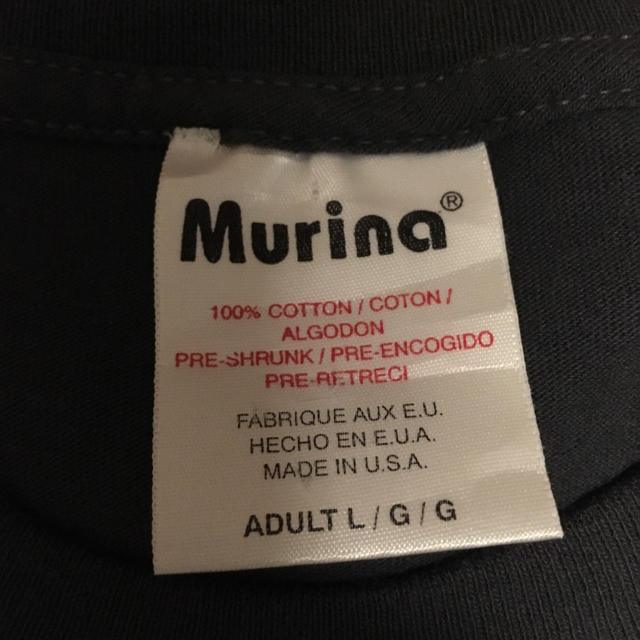 Murina®
100% COTTON / COTON /
ALGODON
PRE-SHRUNK / PRE-ENCOGIDO
PRE-RETRECI
FABRIQUE AUX E.U.
HECHO EN E.U.A.
MADE IN U.S.A.
ADULT L / G / G